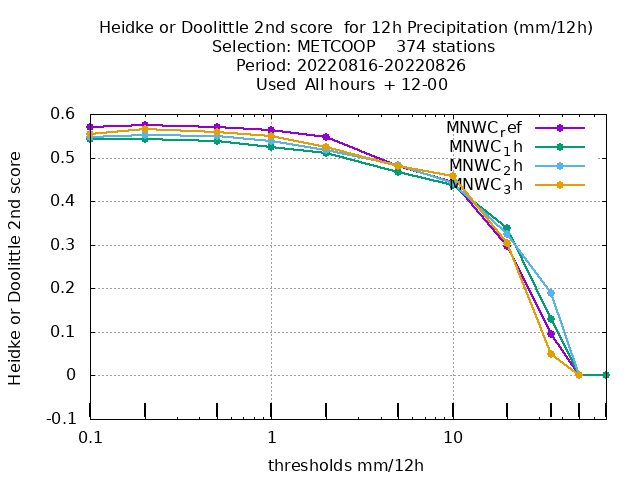 Heidke or Doolittle 2nd score  for 12h Precipitation (mm/12h)
Selection: METCOOP    374 stations
Period: 20220816-20220826
Used  All hours  + 12-00
0.6
0.5
0.4
0.3
0.2
0.1
0
-0.1
Heidke or Doolittle 2nd score
MNWC_ref
MNWC_1h
MNWC_2h
MNWC_3h
0.1
1
10
thresholds mm/12h